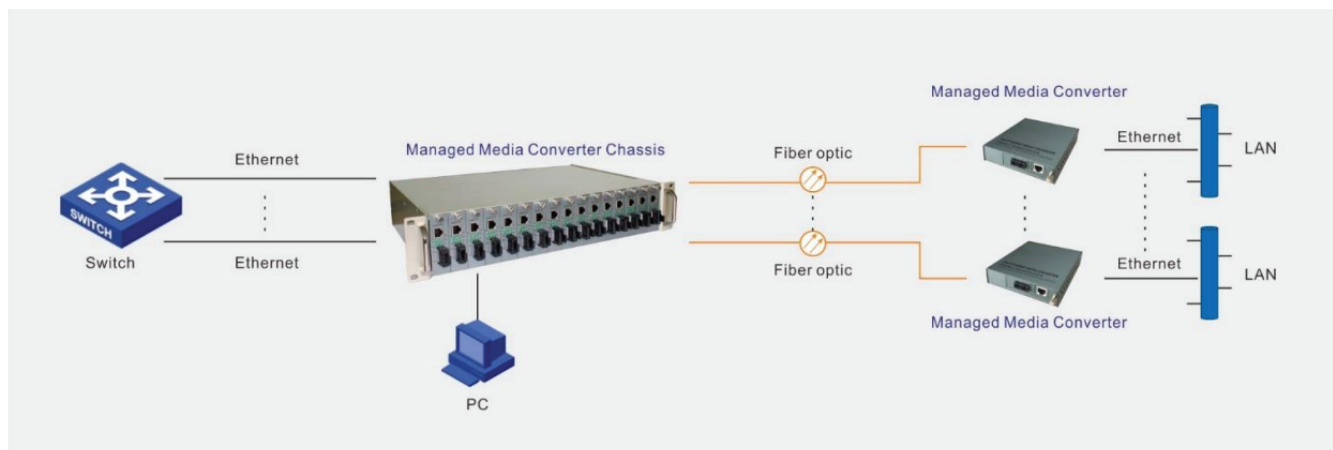 Managed Media Converter
Ethernet
Managed Media Converter Chassis
Fiber optic
Ethernet
LAN
SWITCH
Switch
Ethernet
Fiber optic
Ethernet
LAN
Managed Media Converter
PC